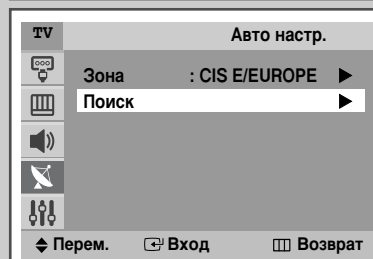 TV Авто настр.
Зона : CIS E/EUROPE ▶
Поиск ▶
Перем. Вход Возврат